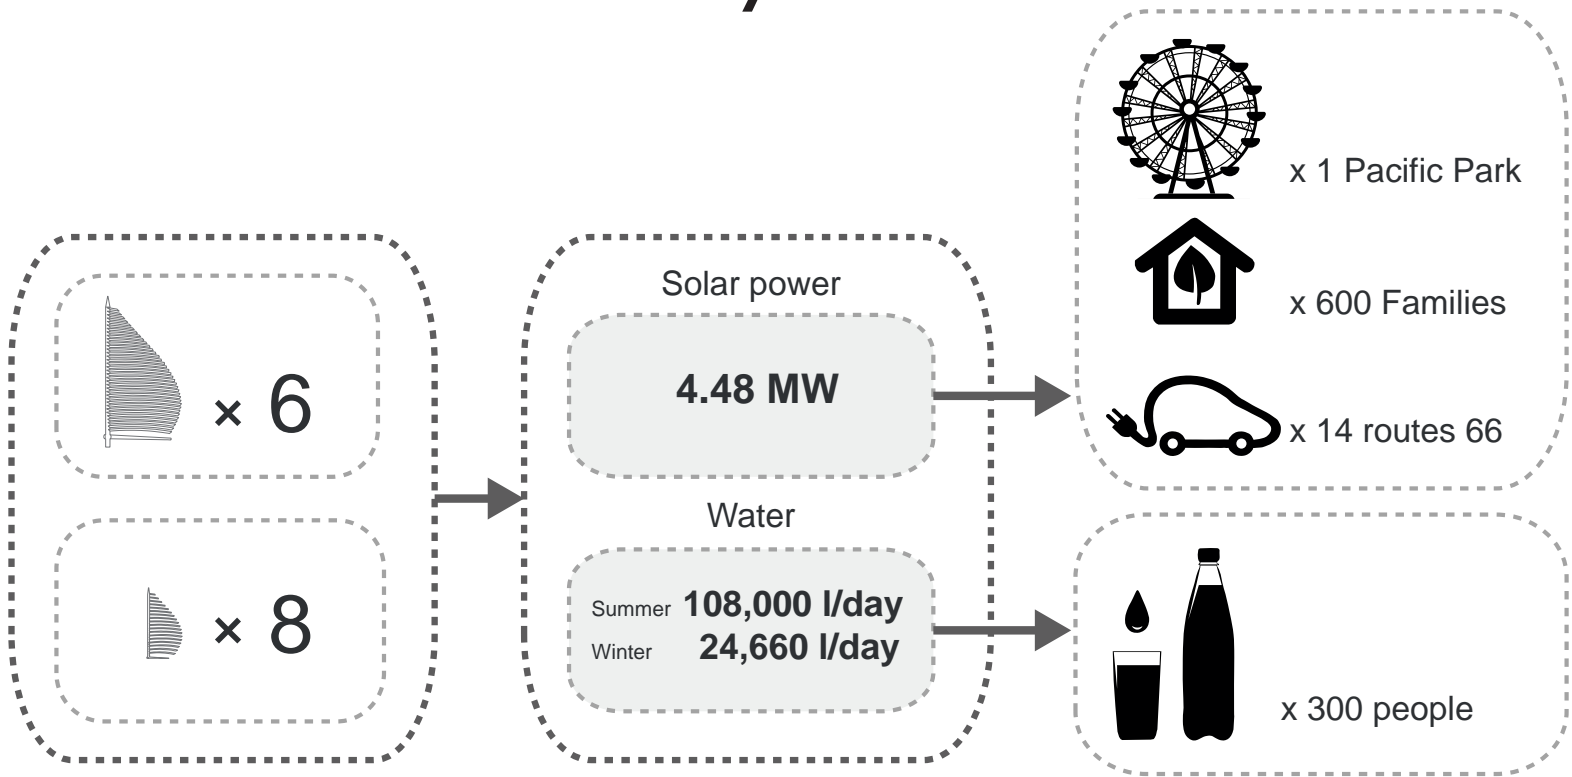 × 6
× 8
Solar power
4.48 MW
Water
Summer 108,000 l/day
Winter 24,660 l/day
x 1 Pacific Park
x 600 Families
x 14 routes 66
x 300 people